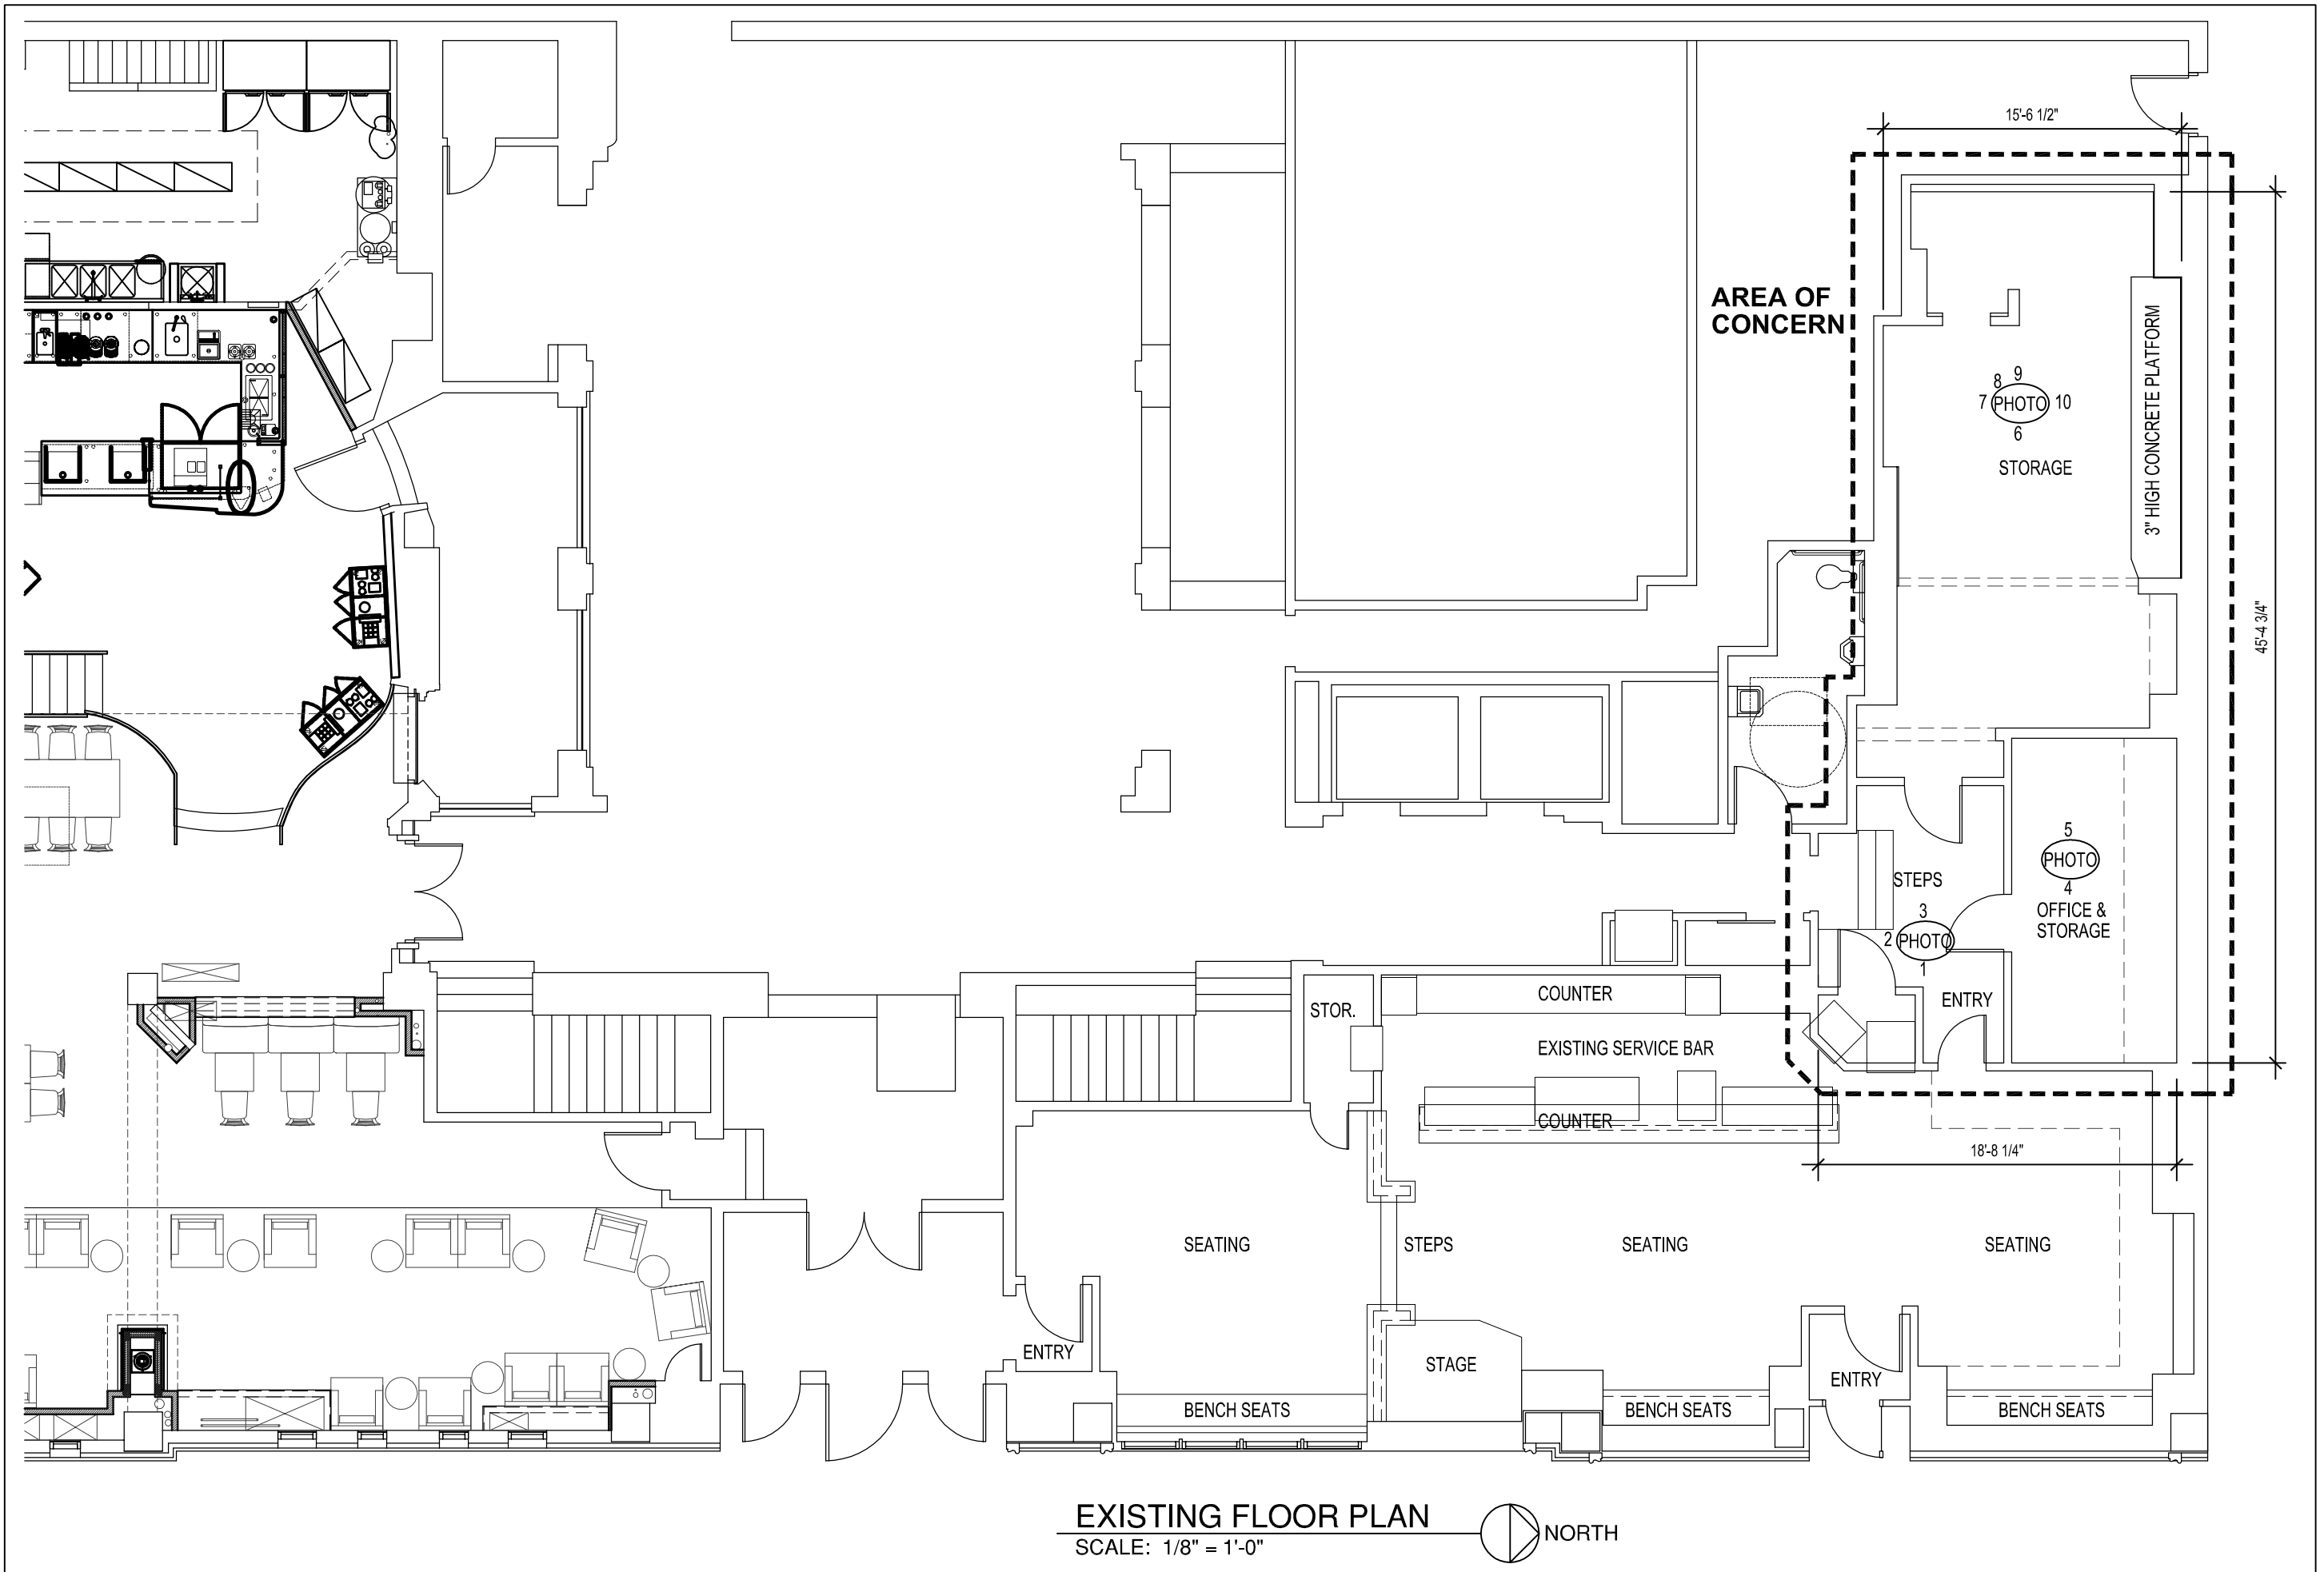 15'-6 1/2"
AREA OF
CONCERN
3" HIGH CONCRETE PLATFORM
8 9
7 PHOTO 10
6
STORAGE
45'-4 3/4"
5
PHOTO
4
OFFICE &
STORAGE
STEPS
3
2 PHOTO
1
ENTRY
STOR.
COUNTER
EXISTING SERVICE BAR
COUNTER
18'-8 1/4"
SEATING
STEPS
SEATING
SEATING
ENTRY
STAGE
ENTRY
BENCH SEATS
BENCH SEATS
BENCH SEATS
EXISTING FLOOR PLAN
NORTH
SCALE: 1/8" = 1'-0"